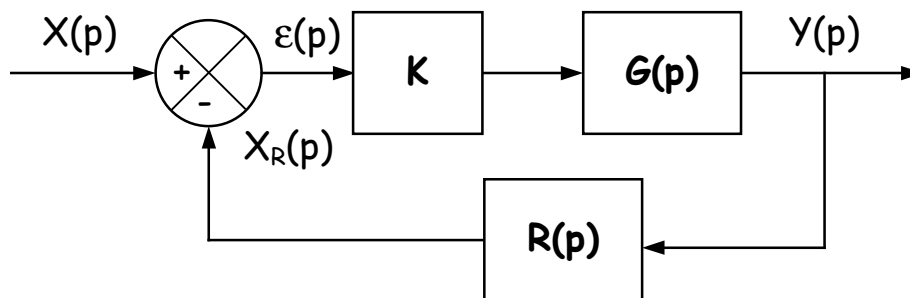 X(p)
ε(p)
Y(p)
+
-
K
G(p)
X_R(p)
R(p)